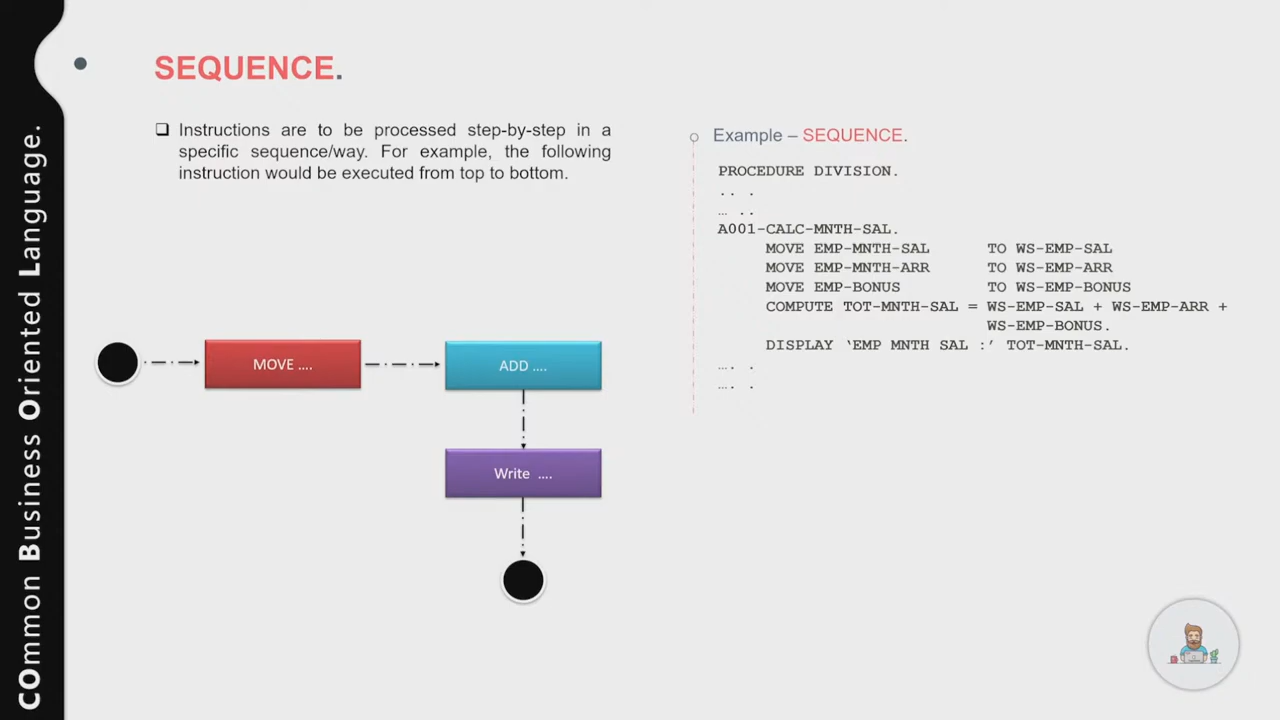 COmmon Business Oriented Language.
SEQUENCE.
Instructions are to be processed step-by-step in a
specific sequence/way. For example, the following
instruction would be executed from top to bottom.
MOVE ....
ADD ....
Write ....
Example – SEQUENCE.
PROCEDURE DIVISION.
.. .
… ..
A001-CALC-MNTH-SAL.
MOVE EMP-MNTH-SAL TO WS-EMP-SAL
MOVE EMP-MNTH-ARR TO WS-EMP-ARR
MOVE EMP-BONUS TO WS-EMP-BONUS
COMPUTE TOT-MNTH-SAL = WS-EMP-SAL + WS-EMP-ARR +
WS-EMP-BONUS.
DISPLAY ‘EMP MNTH SAL :’ TOT-MNTH-SAL.
…. .
…. .